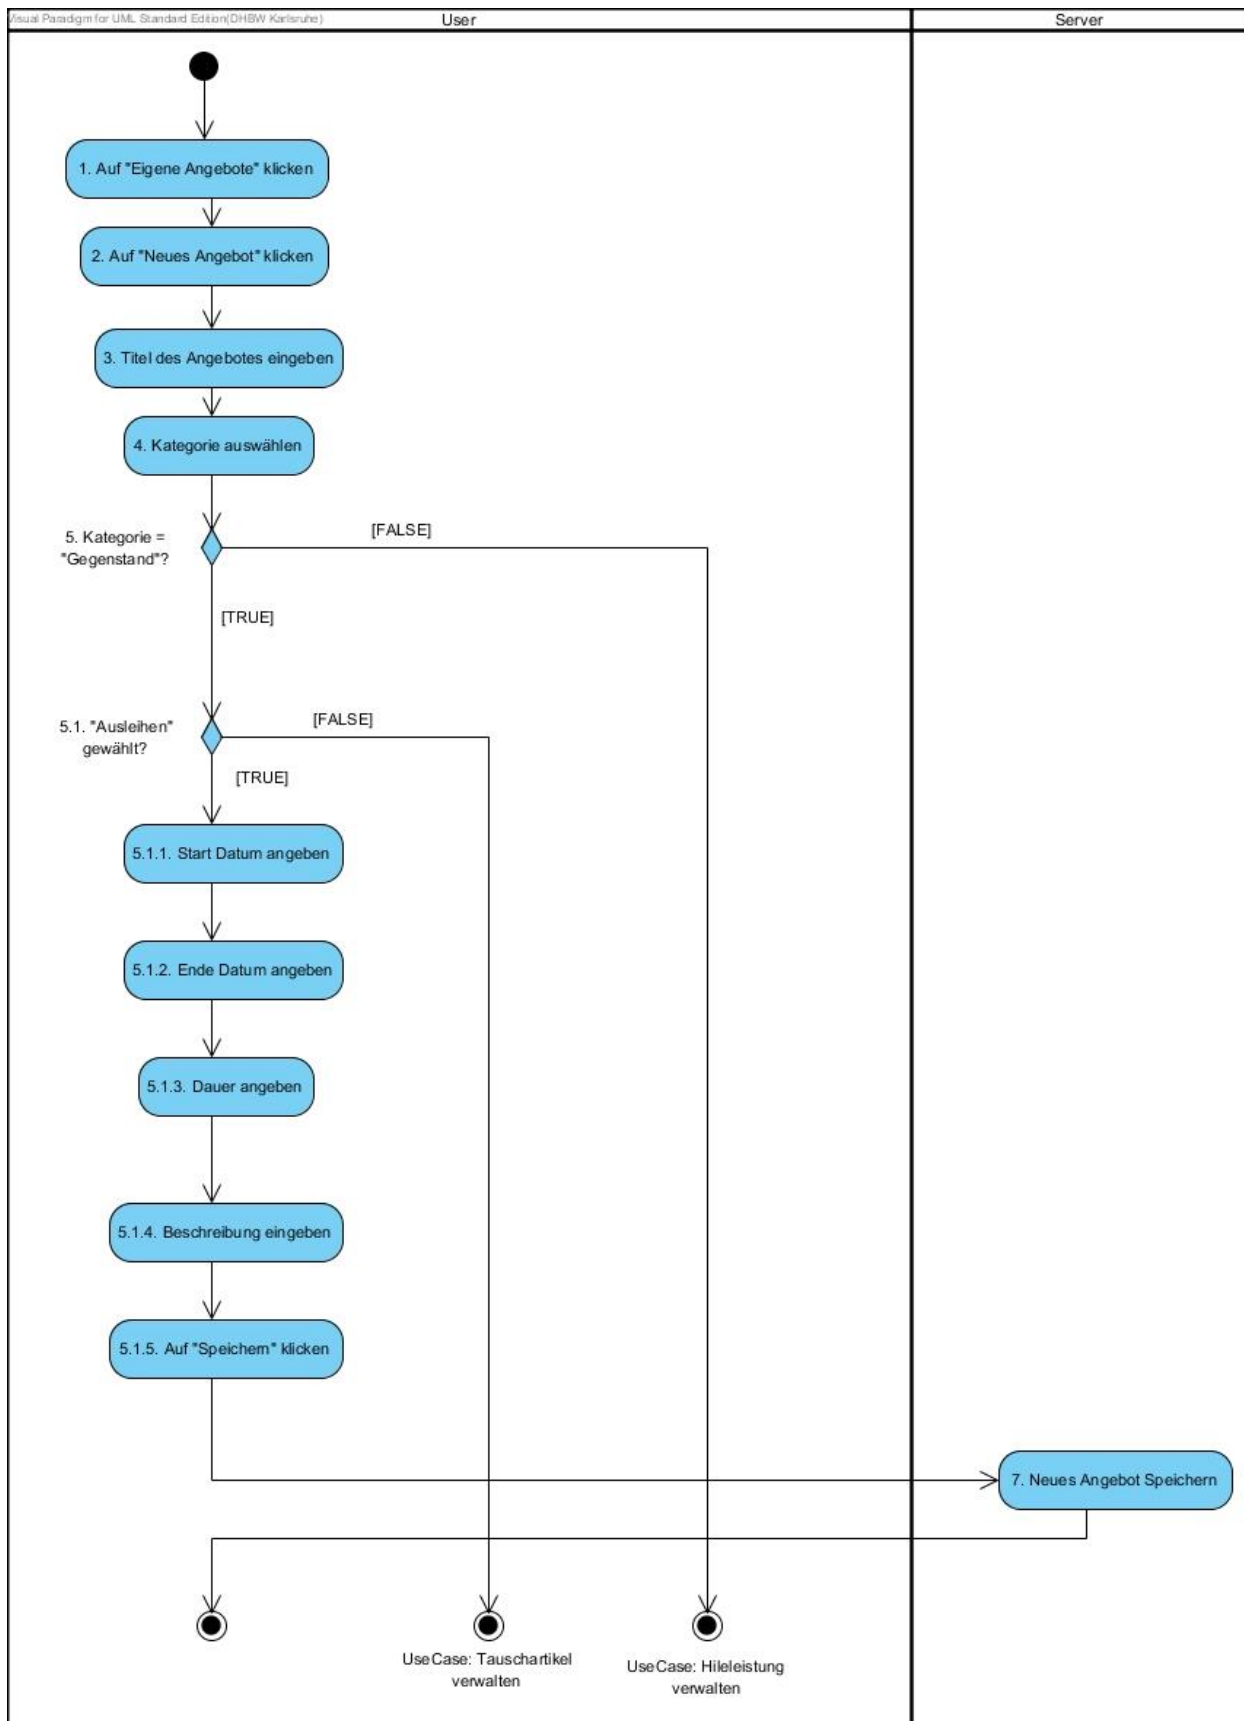 Visual Paradigm for UML Standard Edition(DHBW Karlsruhe)
User
Server
1. Auf "Eigene Angebote" klicken
2. Auf "Neues Angebot" klicken
3. Titel des Angebotes eingeben
4. Kategorie auswählen
5. Kategorie =
"Gegenstand"?
[FALSE]
[TRUE]
5.1. "Ausleihen"
gewählt?
[FALSE]
[TRUE]
5.1.1. Start Datum angeben
5.1.2. Ende Datum angeben
5.1.3. Dauer angeben
5.1.4. Beschreibung eingeben
5.1.5. Auf "Speichern" klicken
7. Neues Angebot Speichern
UseCase: Tauschartikel
verwalten
UseCase: Hileleistung
verwalten